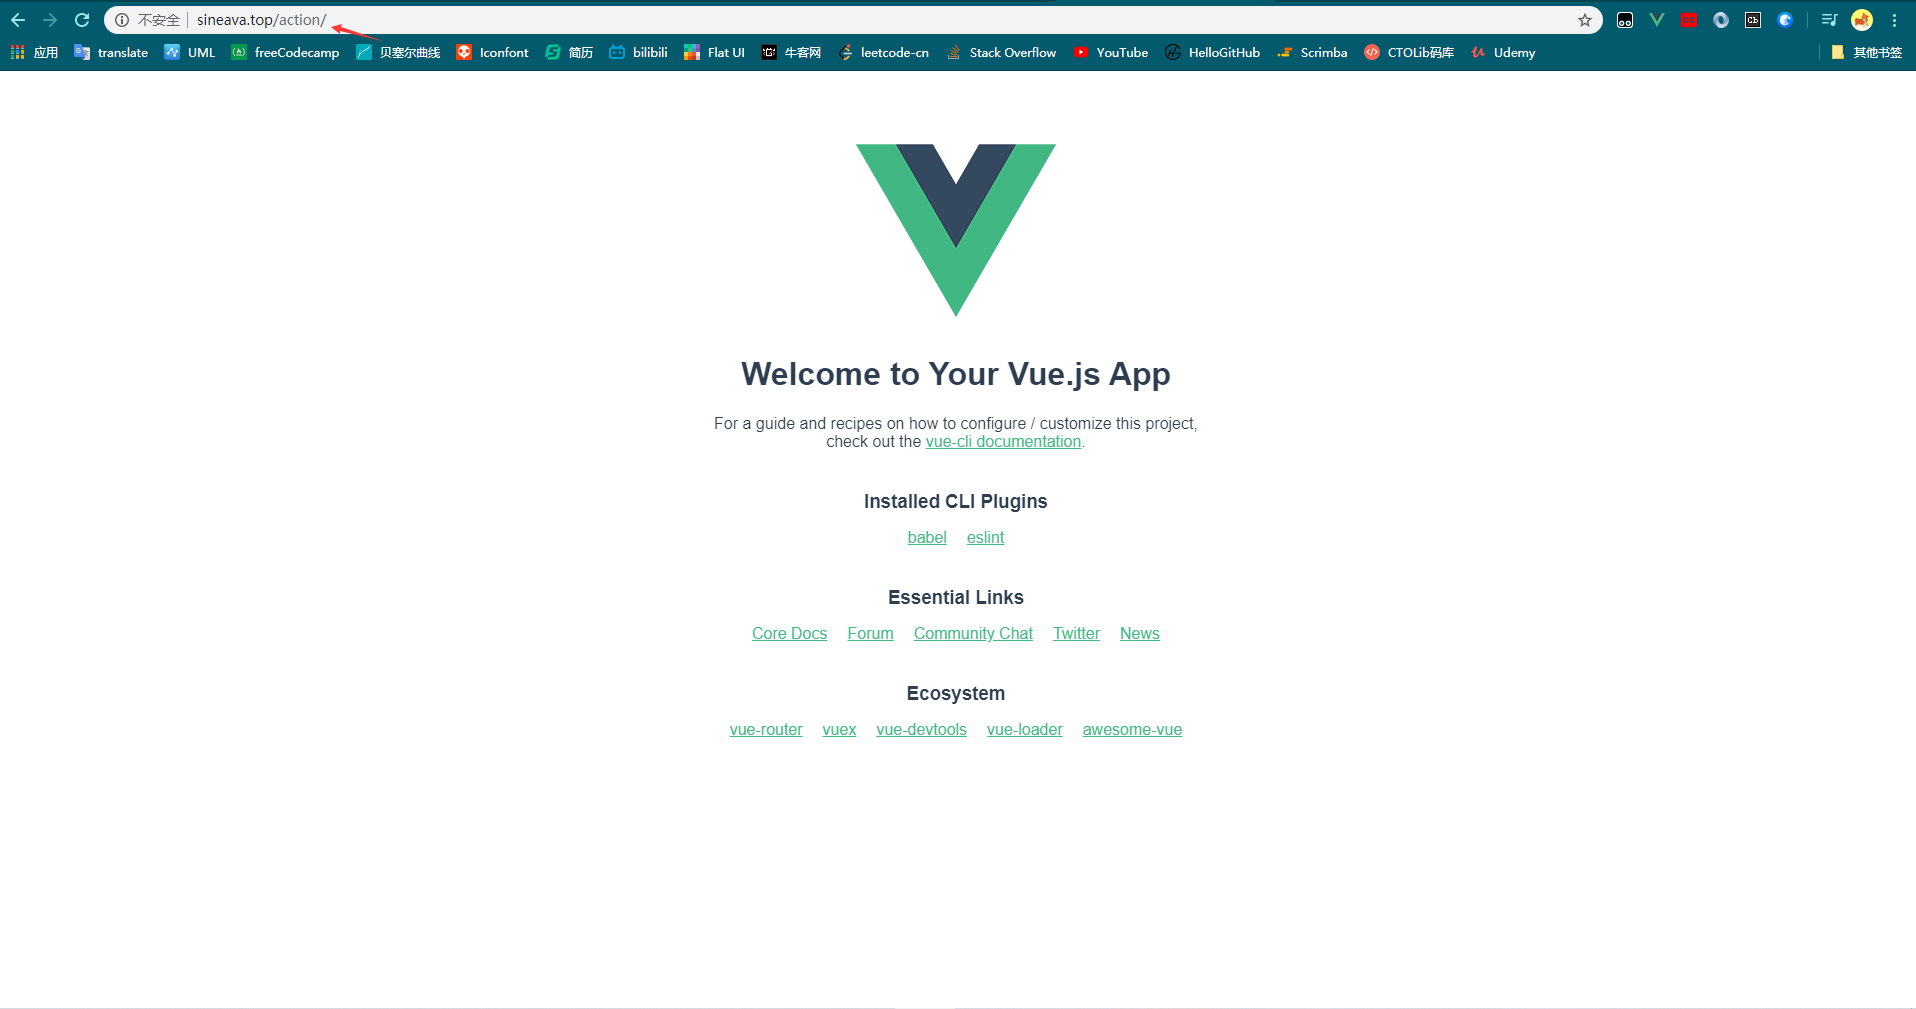 不安全 sineava.top/action/
应用 translate UML freeCodecamp 贝塞尔曲线 Iconfont 简历 bilibili Flat UI 牛客网 leetcode-cn Stack Overflow YouTube HelloGitHub Scrimba CTOLib码库 Udemy 其他书签
Welcome to Your Vue.js App
For a guide and recipes on how to configure / customize this project,
check out the vue-cli documentation.
Installed CLI Plugins
babel eslint
Essential Links
Core Docs Forum Community Chat Twitter News
Ecosystem
vue-router vuex vue-devtools vue-loader awesome-vue